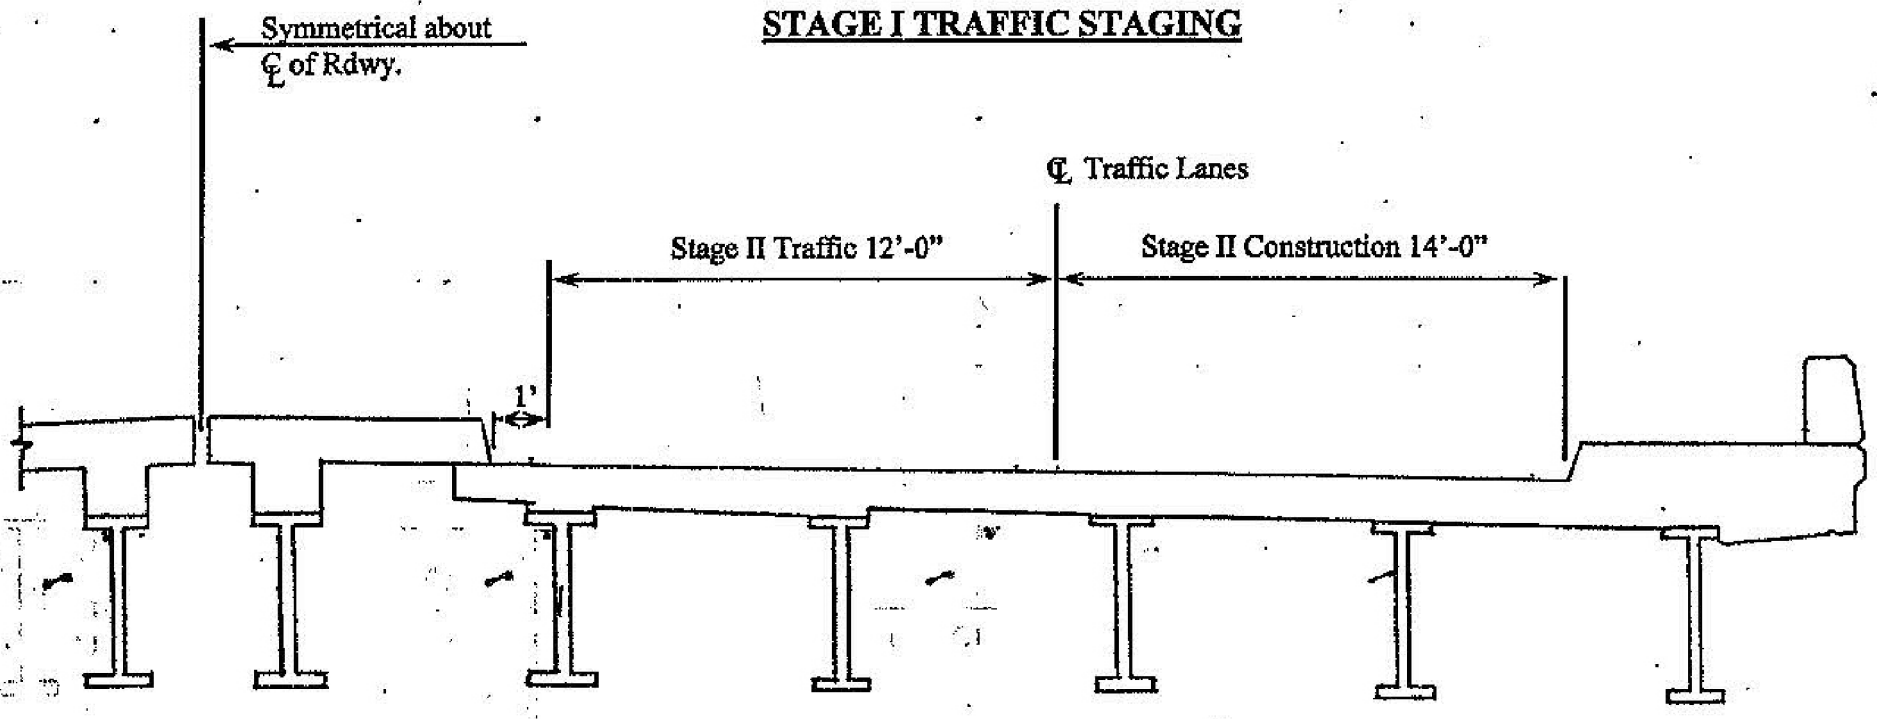 STAGE I TRAFFIC STAGING
Symmetrical about
℄ of Rdwy.
℄ Traffic Lanes
Stage II Traffic 12'-0"
Stage II Construction 14'-0"
1'